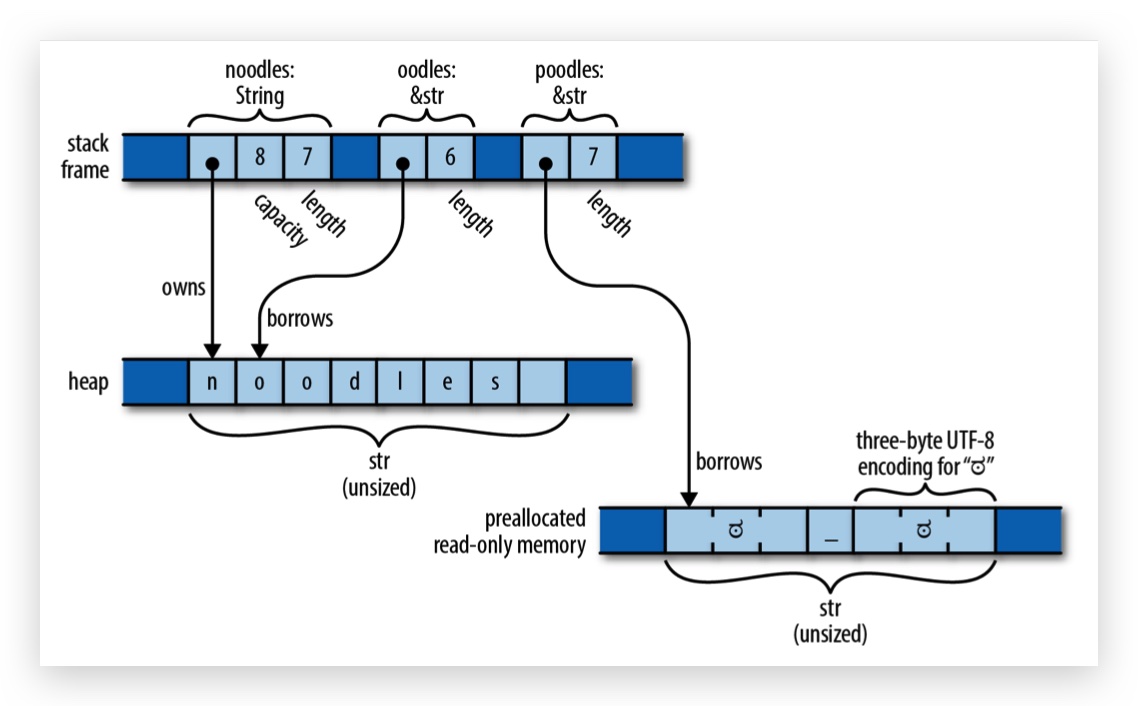 noodles:
String
oodles:
&str
poodles:
&str
stack
frame
8 7
6
7
capacity
length
length
length
owns
borrows
heap
n o o d l e s
str
(unsized)
borrows
three-byte UTF-8
encoding for “ಠ”
preallocated
read-only memory
ಠ _ ಠ
str
(unsized)